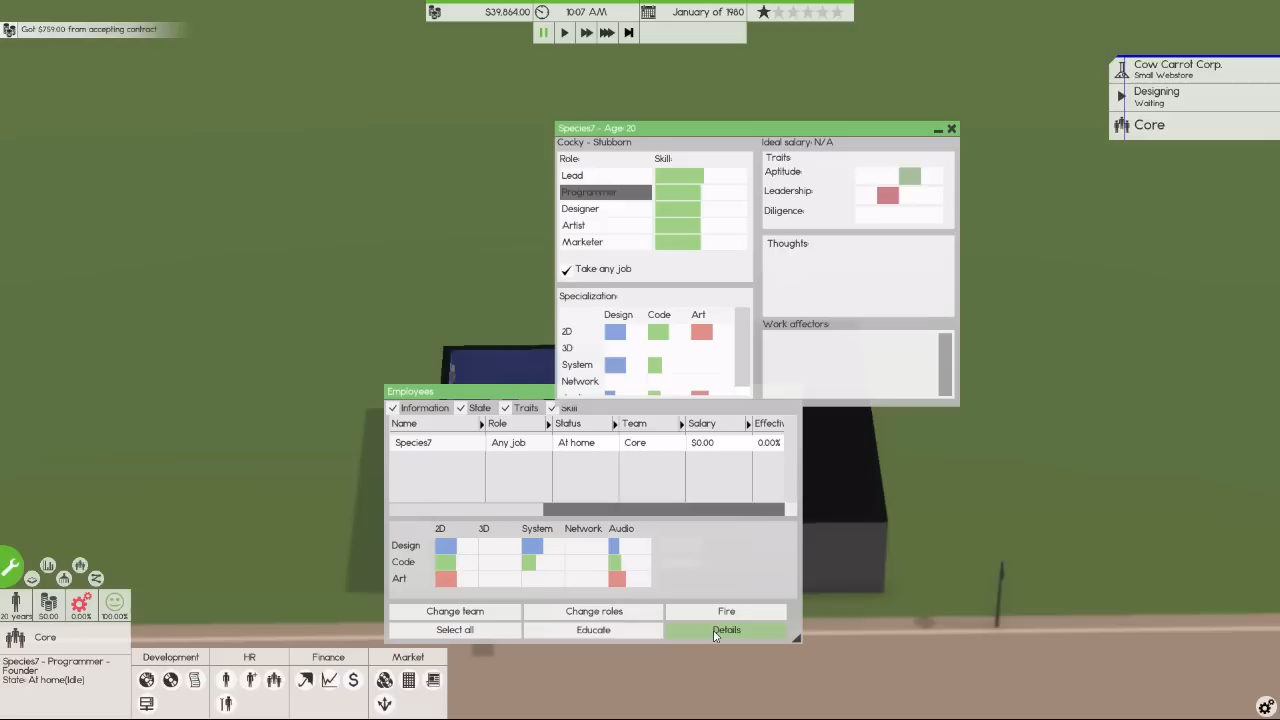 $39,864.00
10:07 AM
January of 1980
Got $759.00 from accepting contract
Cow Carrot Corp.
Small Webstore
Designing
Waiting
Core
Species7 - Age: 20
Cocky - Stubborn
Ideal salary: N/A
Role:
Skill:
Lead
Programmer
Designer
Artist
Marketer
Take any job
Traits:
Aptitude:
Leadership:
Diligence:
Thoughts:
Specialization:
Design Code Art
2D
3D
System
Network
Work affectors:
Employees
Information State Traits Skill
Name Role Status Team Salary Effecti
Species7 Any job At home Core $0.00 0.00%
2D 3D System Network Audio
Design
Code
Art
Change team Change roles Fire
Select all Educate Details
20 years $0.00 0.00% 100.00%
Core
Species7 - Programmer -
Founder
State: At home(Idle)
Development HR Finance Market